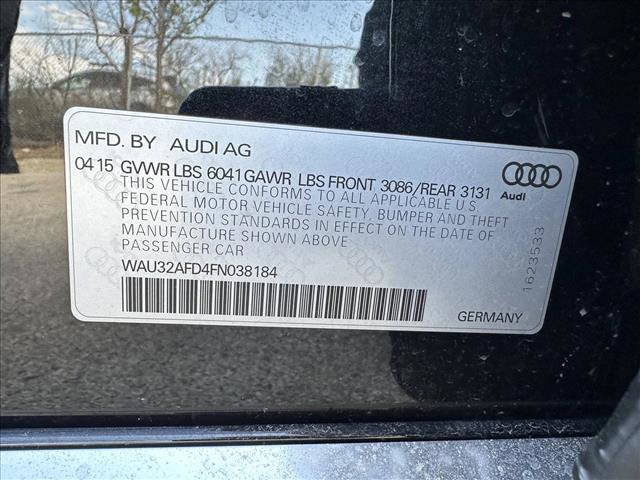 MFD. BY AUDI AG
04 15 GVWR LBS 6041 GAWR LBS FRONT 3086/REAR 3131
THIS VEHICLE CONFORMS TO ALL APPLICABLE U.S.
FEDERAL MOTOR VEHICLE SAFETY, BUMPER AND THEFT
PREVENTION STANDARDS IN EFFECT ON THE DATE OF
MANUFACTURE SHOWN ABOVE
PASSENGER CAR
WAU32AFD4FN038184
GERMANY
Audi
1623533